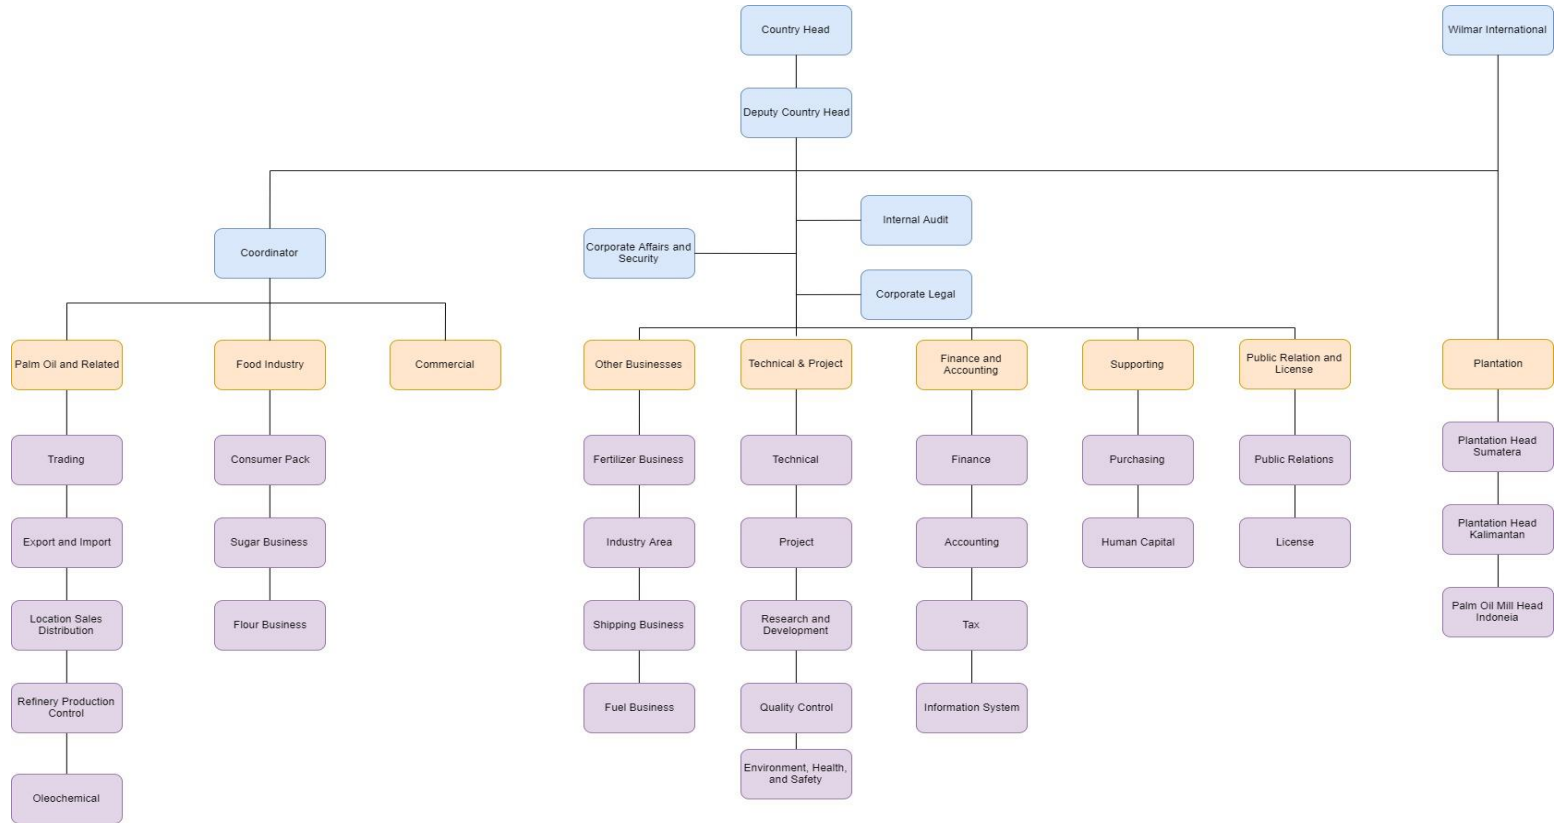 Country Head
Wilmar International
Deputy Country Head
Internal Audit
Coordinator
Corporate Affairs and
Security
Corporate Legal
Palm Oil and Related
Food Industry
Commercial
Other Businesses
Technical & Project
Finance and
Accounting
Supporting
Public Relation and
License
Plantation
Trading
Consumer Pack
Fertilizer Business
Technical
Finance
Purchasing
Public Relations
Plantation Head
Sumatera
Export and Import
Sugar Business
Industry Area
Project
Accounting
Human Capital
License
Plantation Head
Kalimantan
Location Sales
Distribution
Flour Business
Shipping Business
Research and
Development
Tax
Palm Oil Mill Head
Indoneia
Refinery Production
Control
Fuel Business
Quality Control
Information System
Environment, Health,
and Safety
Oleochemical